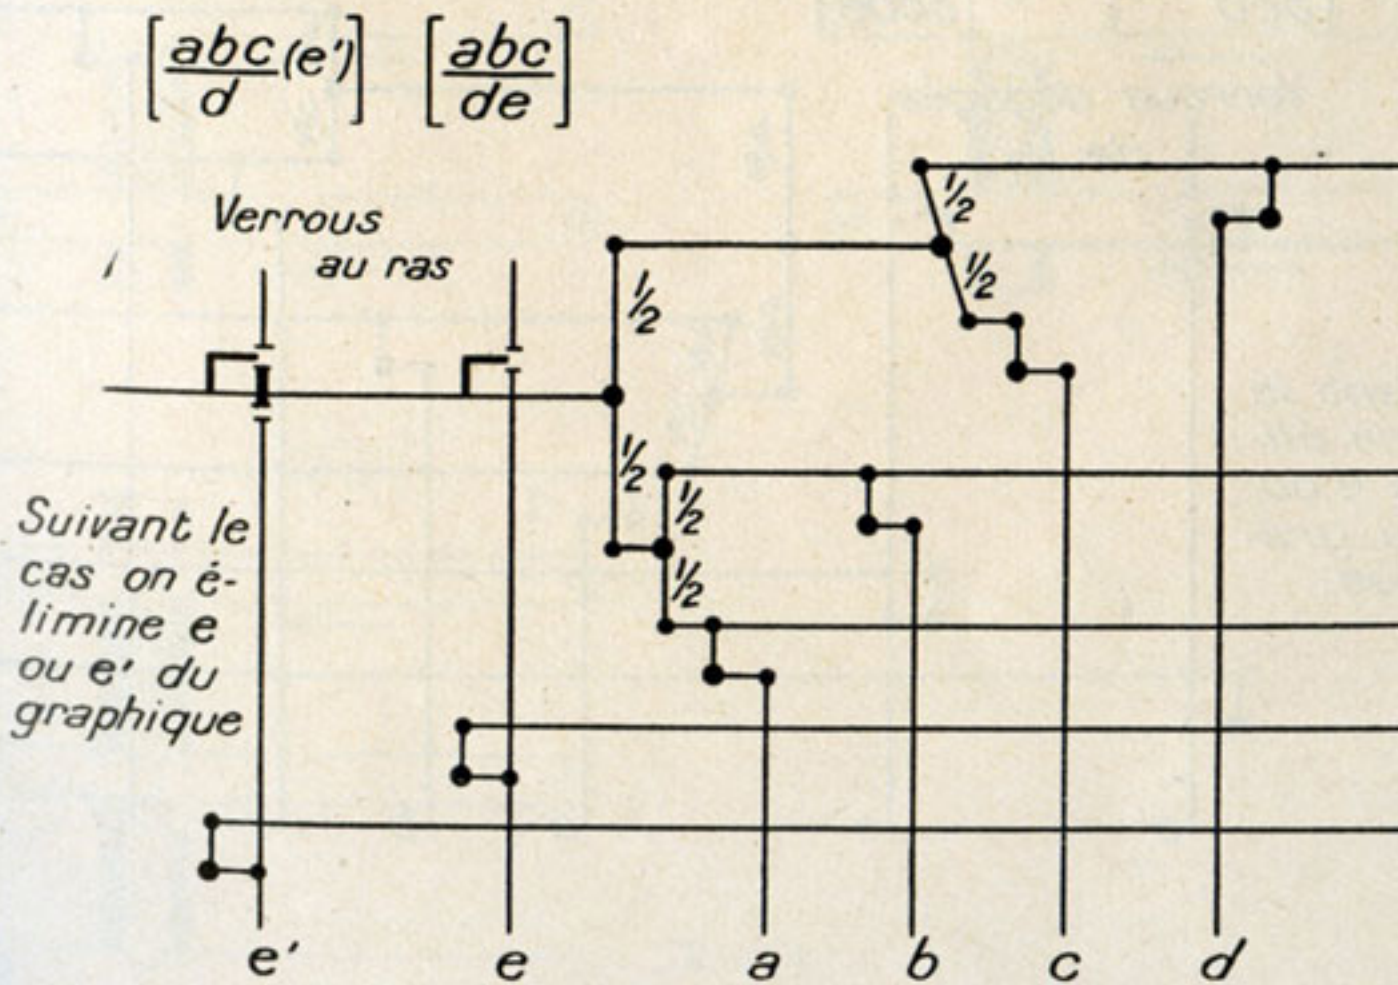 [abc/d (e')] [abc/de]
Verrous
au ras
1/2
1/2
1/2
1/2
1/2
1/2
Suivant le
cas on é-
limine e
ou e' du
graphique
e' e a b c d